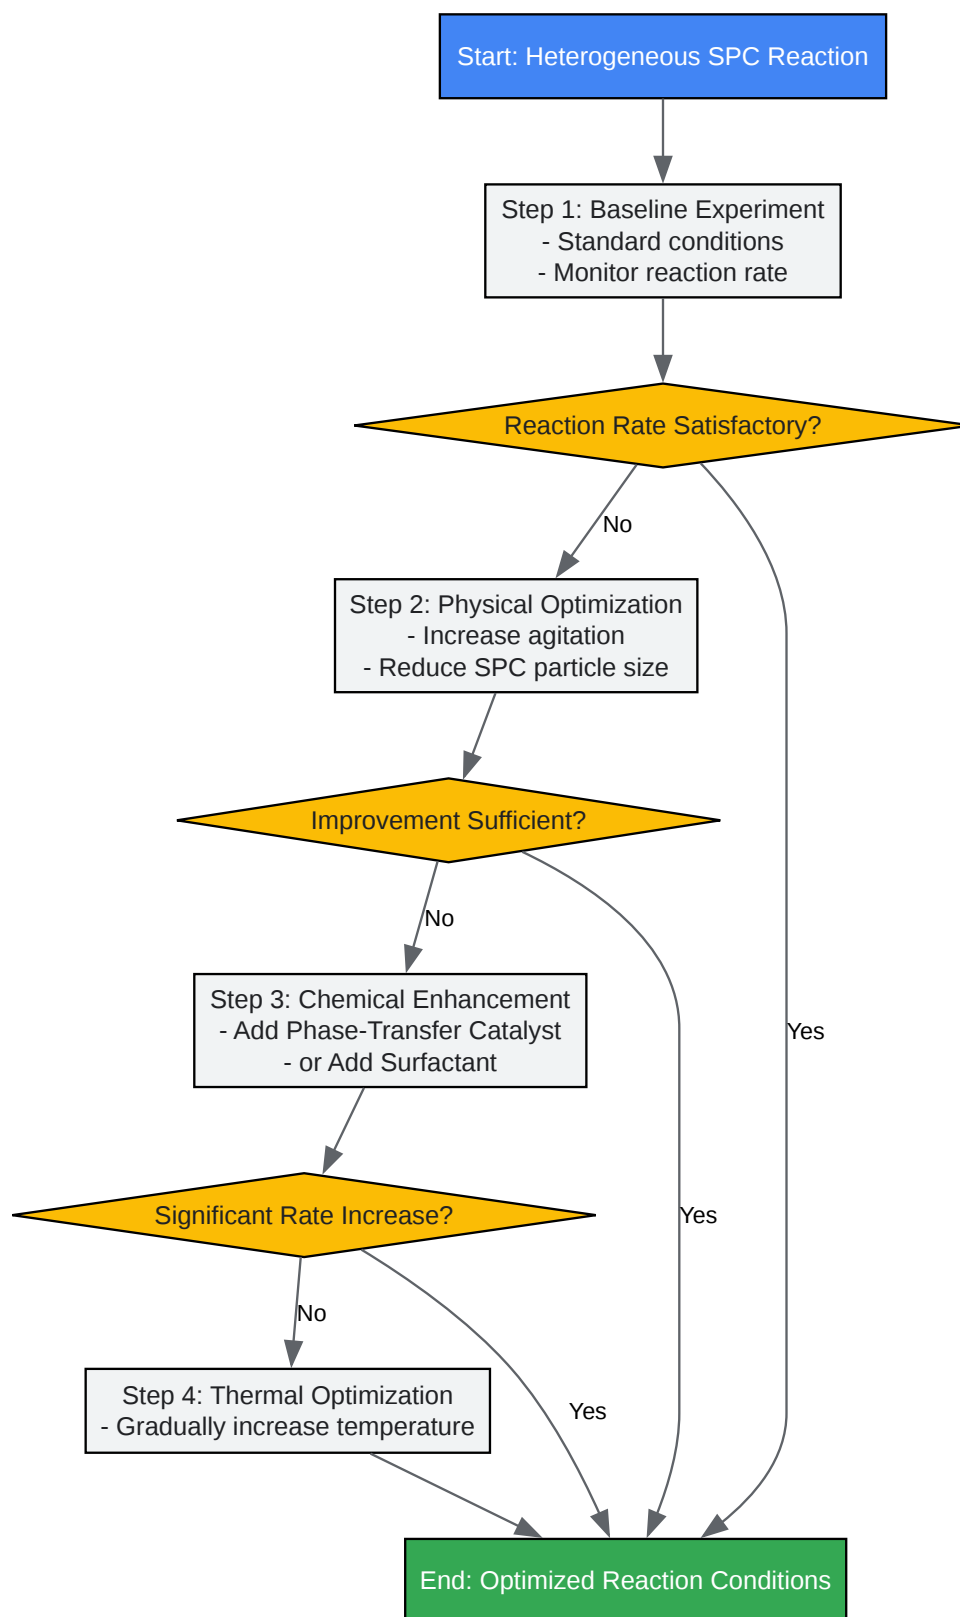 Start: Heterogeneous SPC Reaction
Step 1: Baseline Experiment
- Standard conditions
- Monitor reaction rate
Reaction Rate Satisfactory?
No
Step 2: Physical Optimization
- Increase agitation
- Reduce SPC particle size
Improvement Sufficient?
No
Step 3: Chemical Enhancement
- Add Phase-Transfer Catalyst
- or Add Surfactant
Yes
Significant Rate Increase?
Yes
No
Step 4: Thermal Optimization
- Gradually increase temperature
Yes
End: Optimized Reaction Conditions